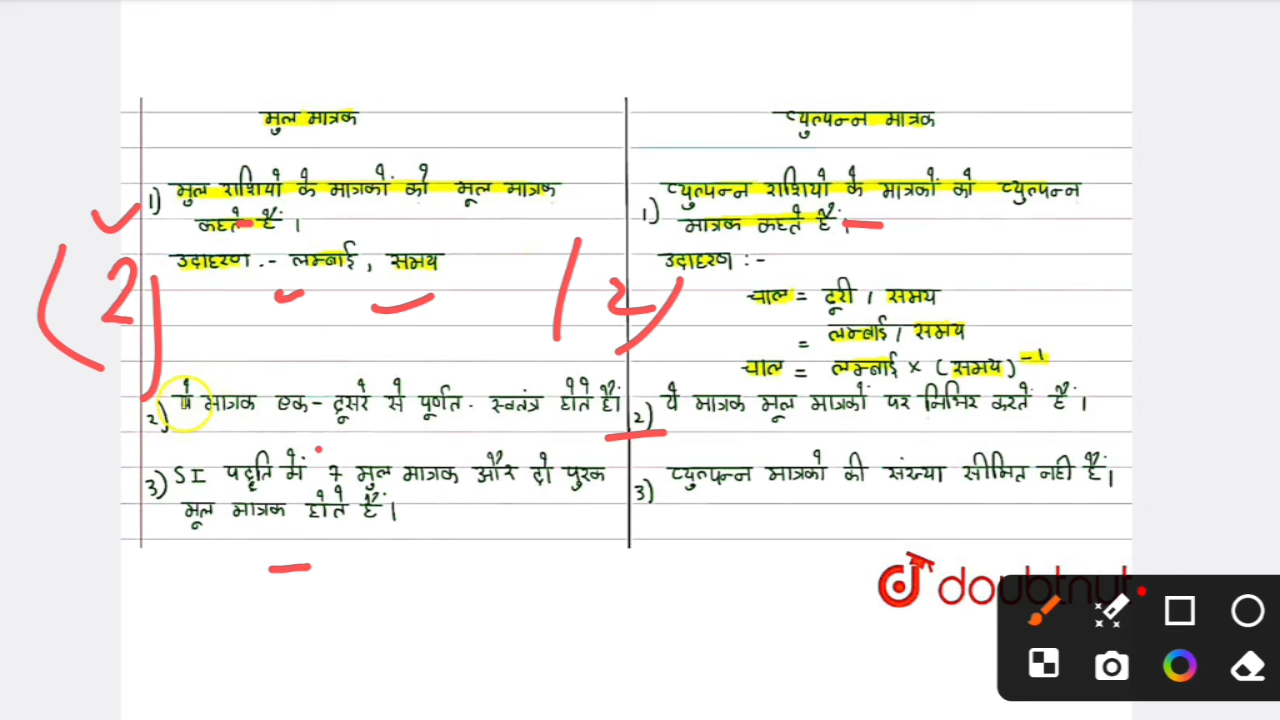 मुल मात्रक
1) मुल राशियो के मात्रकों को मूल मात्रक
कहते हैं।
उदाहरण :- लम्बाई, समय
2) ये मात्रक एक-दूसरे से पूर्णत. स्वतंत्र होते है।
3) SI पद्दति में 7 मुल मात्रक और दो पुरक
मूल मात्रक होते हैं।
(2)
व्युत्पन्न मात्रक
1) व्युत्पन्न राशियो के मात्रकों को व्युत्पन्न
मात्रक कहते हैं।
उदाहरण :-
चाल = दूरी / समय
= लम्बाई / समय
चाल = लम्बाई × (समय)⁻¹
2) ये मात्रक मूल मात्रकों पर निर्भिर करते हैं।
3) व्युत्पन्न मात्रको की संख्या सीमित नही हैं।
(2)
doubtnut